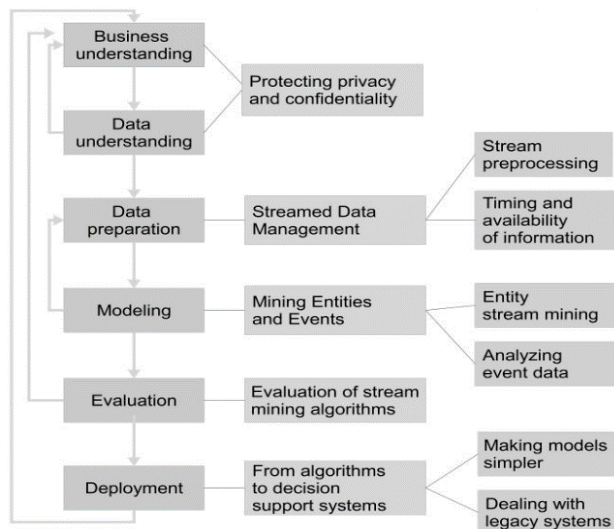 Business
understanding
Protecting privacy
and confidentiality
Data
understanding
Stream
preprocessing
Data
preparation
Streamed Data
Management
Timing and
availability
of information
Modeling
Mining Entities
and Events
Entity
stream mining
Analyzing
event data
Evaluation
Evaluation of stream
mining algorithms
Making models
simpler
Deployment
From algorithms
to decision
support systems
Dealing with
legacy systems